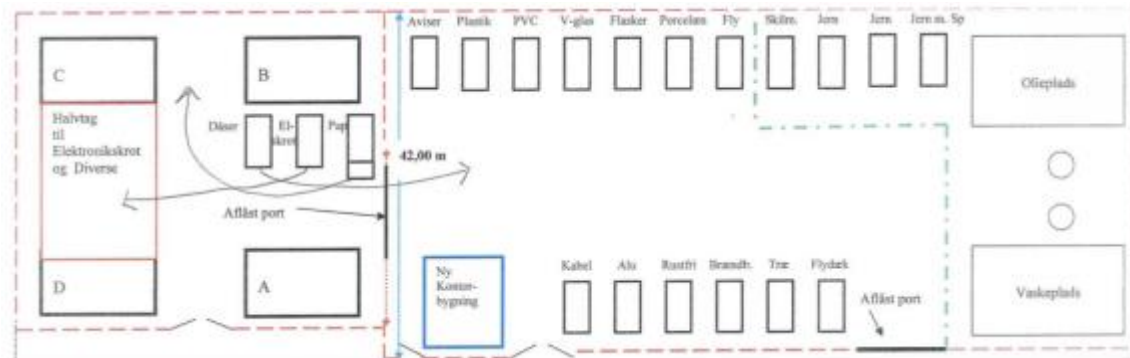 Aviser Plastik PVC V-glas Flasker Porcelæn Fly Skilm. Jern Jern Jern m. Sp
C
B
Olieplads
Halvtag
til
Elektronikskrot
og Diverse
Dåser
El-
skrot
Pap
42,00 m
Aflåst port
D
A
Ny
Kontor-
bygning
Kabel Alu Rustfri Brændb. Træ Flydæk
Aflåst port
Vaskeplads